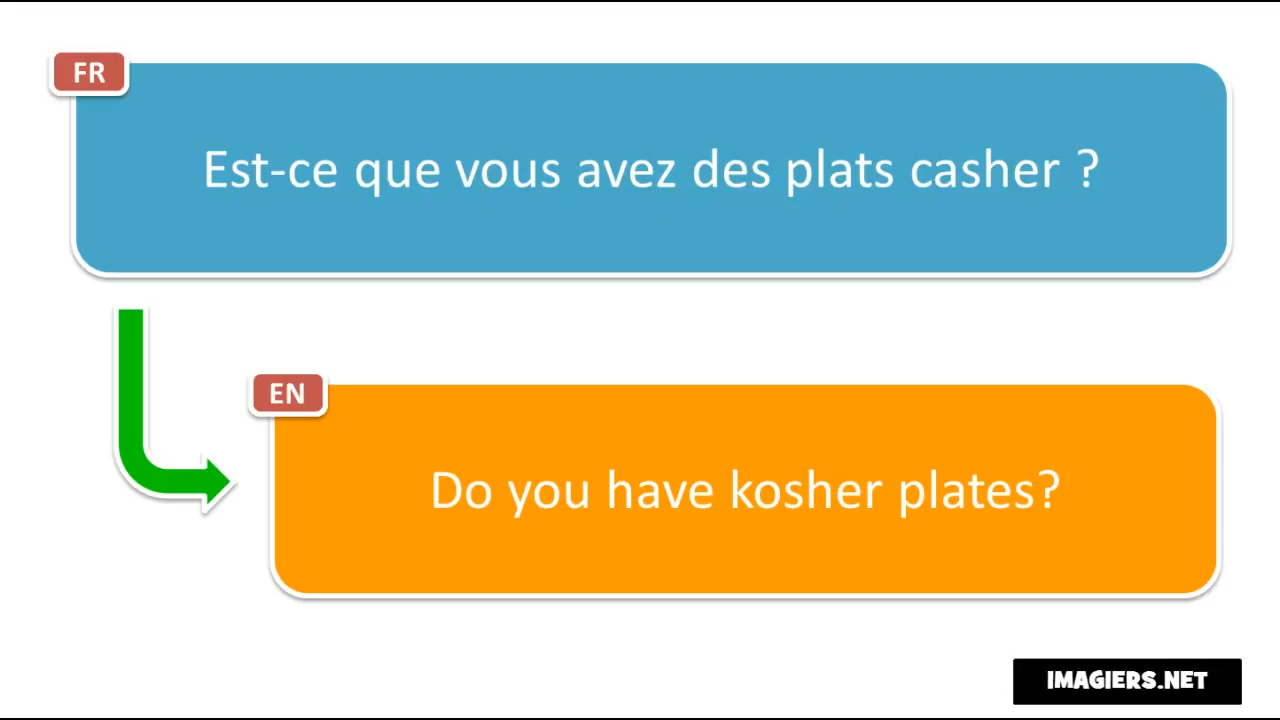 FR
Est-ce que vous avez des plats casher ?
EN
Do you have kosher plates?
IMAGIERS.NET